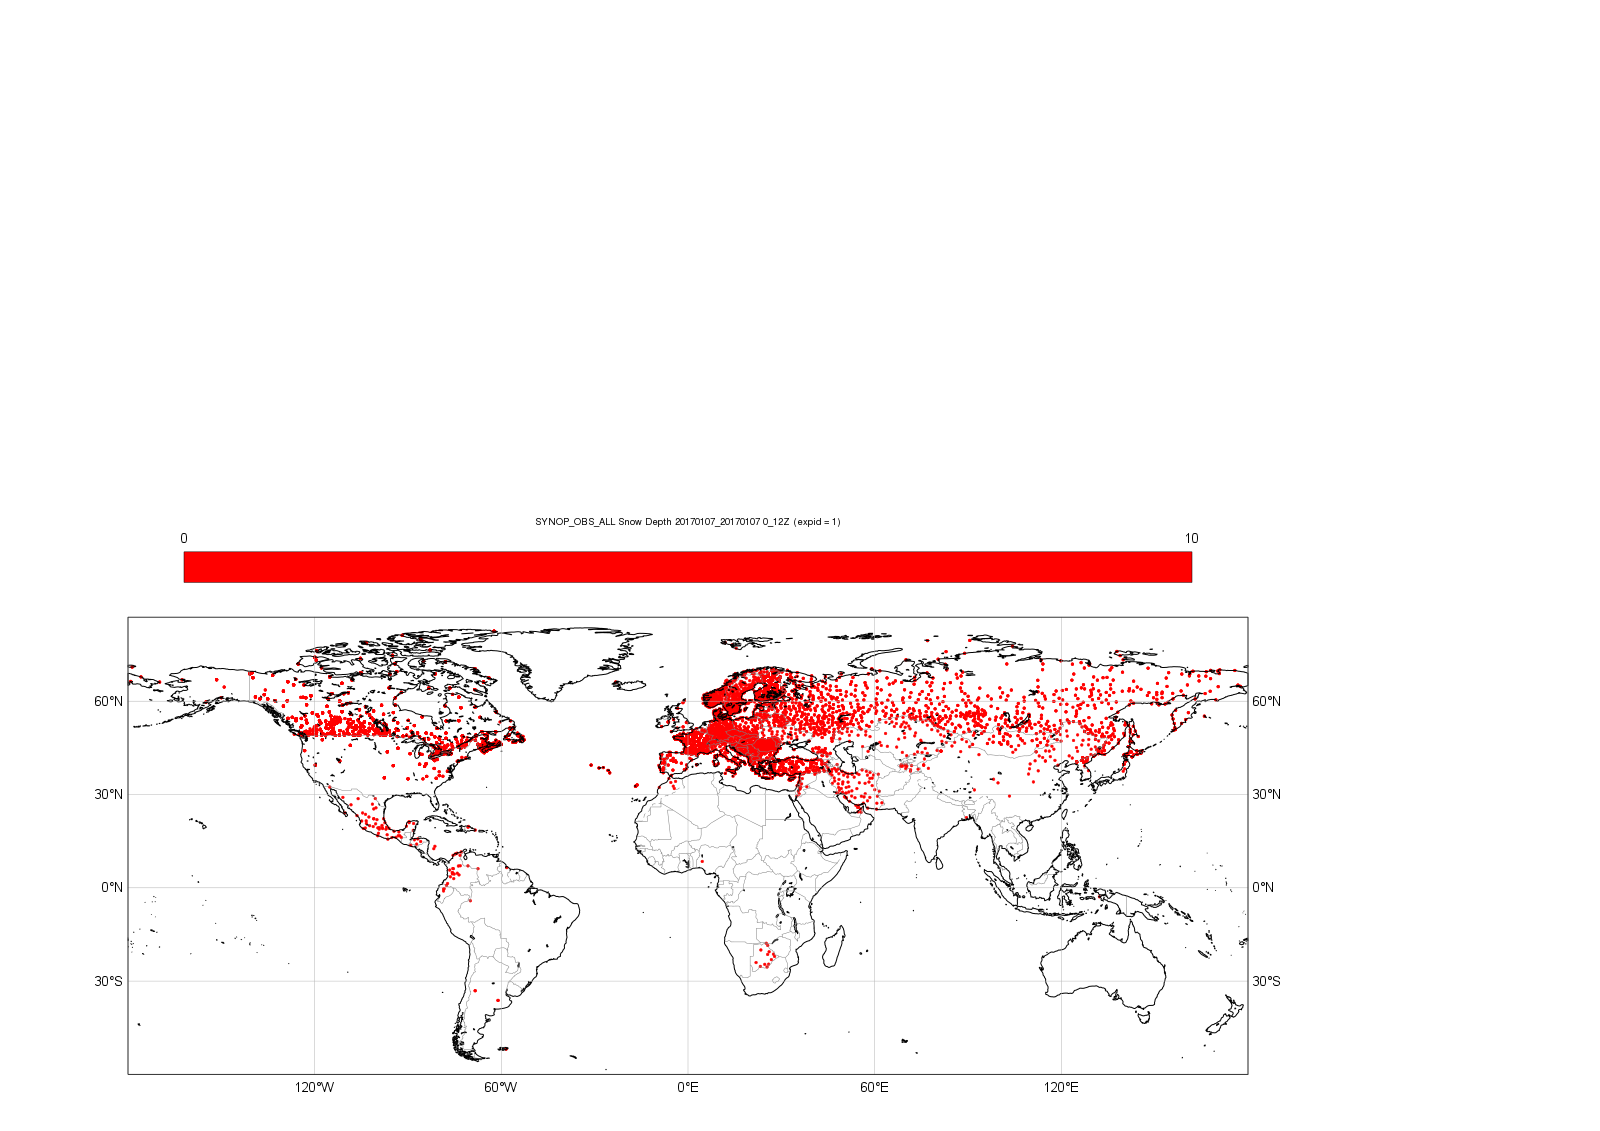 SYNOP_OBS_ALL Snow Depth 20170107_20170107 0_12Z (expid = 1)
0 10
60°N 60°N
30°N 30°N
0°N 0°N
30°S 30°S
120°W 60°W 0°E 60°E 120°E